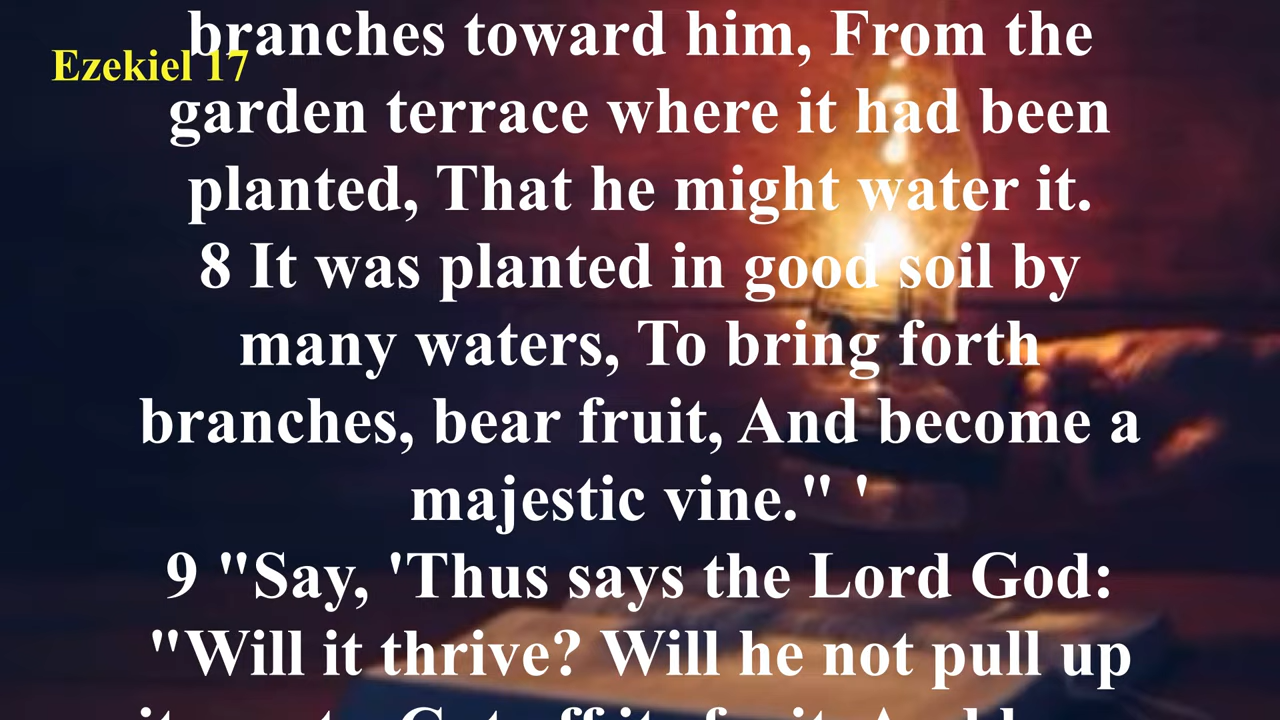 branches toward him, From the
Ezekiel 17
garden terrace where it had been
planted, That he might water it.
8 It was planted in good soil by
many waters, To bring forth
branches, bear fruit, And become a
majestic vine." '
9 "Say, 'Thus says the Lord God:
"Will it thrive? Will he not pull up